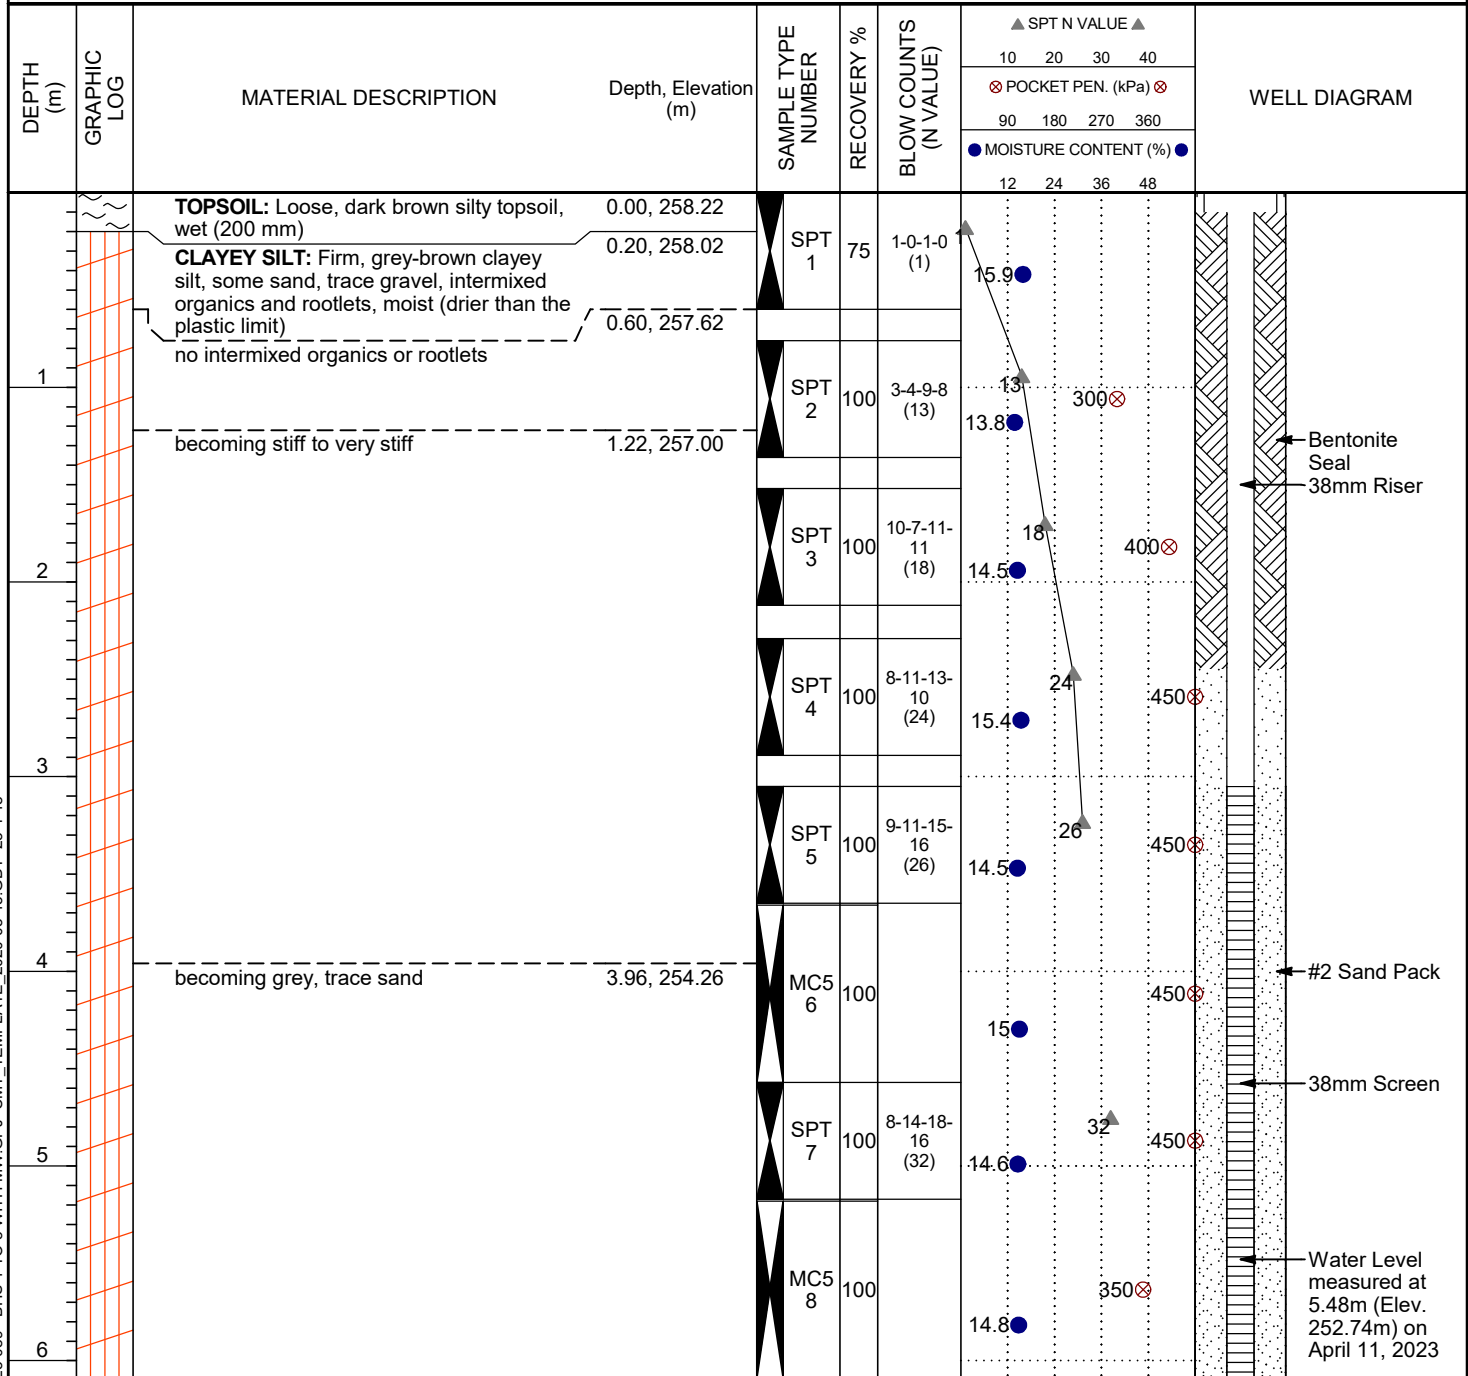 DEPTH
(m)
GRAPHIC
LOG
MATERIAL DESCRIPTION
Depth, Elevation
(m)
SAMPLE TYPE
NUMBER
RECOVERY %
BLOW COUNTS
(N VALUE)
SPT N VALUE
10 20 30 40
POCKET PEN. (kPa)
90 180 270 360
MOISTURE CONTENT (%)
12 24 36 48
WELL DIAGRAM
TOPSOIL: Loose, dark brown silty topsoil,
wet (200 mm)
0.00, 258.22
0.20, 258.02
CLAYEY SILT: Firm, grey-brown clayey
silt, some sand, trace gravel, intermixed
organics and rootlets, moist (drier than the
plastic limit)
0.60, 257.62
no intermixed organics or rootlets
becoming stiff to very stiff
1.22, 257.00
becoming grey, trace sand
3.96, 254.26
1
2
3
4
5
6
SPT
1
75
1-0-1-0
(1)
1
15.9
SPT
2
100
3-4-9-8
(13)
13
300
13.8
SPT
3
100
10-7-11-
11
(18)
18
400
14.5
SPT
4
100
8-11-13-
10
(24)
24
450
15.4
SPT
5
100
9-11-15-
16
(26)
26
450
14.5
MC5
6
100
450
15
SPT
7
100
8-14-18-
16
(32)
32
450
14.6
MC5
8
100
350
14.8
Bentonite
Seal
38mm Riser
#2 Sand Pack
38mm Screen
Water Level
measured at
5.48m (Elev.
252.74m) on
April 11, 2023